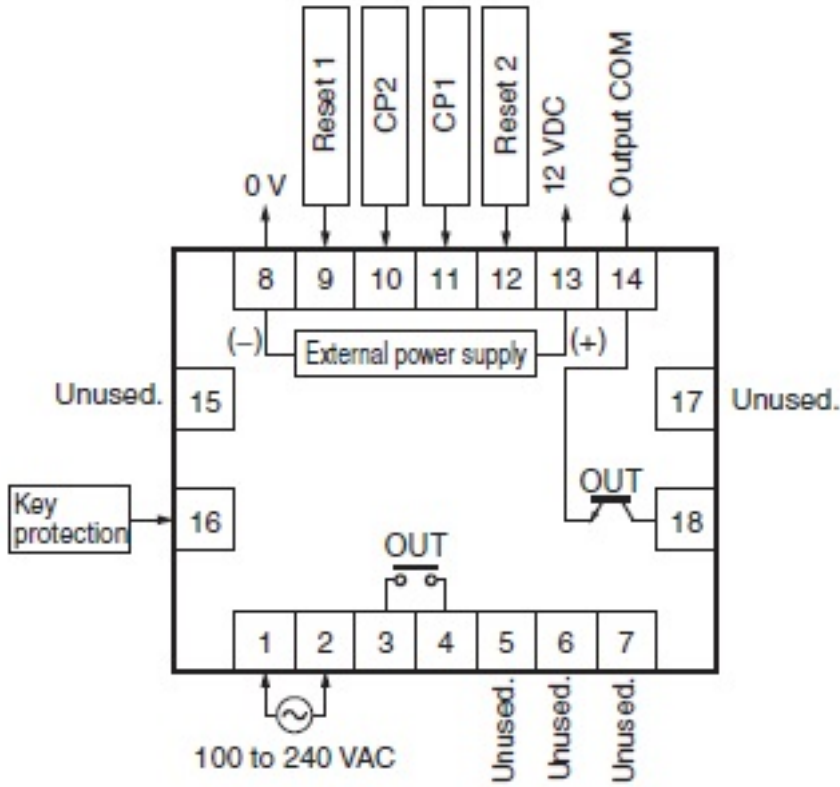 Reset 1
CP2
CP1
Reset 2
12 VDC
Output COM
0 V
8 9 10 11 12 13 14
(−) External power supply (+)
Unused. 15
17 Unused.
Key
protection
16
OUT
18
OUT
1 2 3 4 5 6 7
100 to 240 VAC
Unused.
Unused.
Unused.